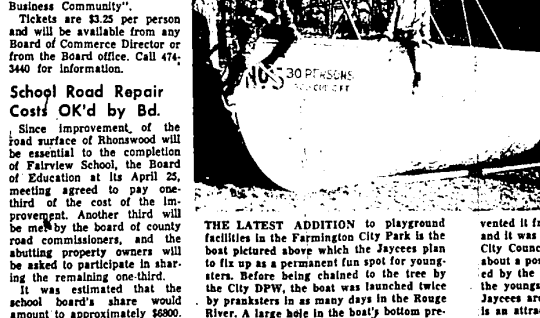 Business Community".
Tickets are $3.25 per person
and will be available from any
Board of Commerce Director or
from the Board office. Call 474-
3440 for information.
School Road Repair
Costs OK'd by Bd.
Since improvement of the
road surface of Rhonswood will
be essential to the completion
of Fairview School, the Board
of Education at its April 25,
meeting agreed to pay one-
third of the cost of the im-
provement. Another third will
be met by the board of county
road commissioners, and the
abutting property owners will
be asked to participate in shar-
ing the remaining one-third.
It was estimated that the
school board's share would
amount to approximately $6800.
NO 5 30 PERSONS
THE LATEST ADDITION to playground
facilities in the Farmington City Park is the
boat pictured above which the Jaycees plan
to fix up as a permanent fun spot for young-
sters. Before being chained to the tree by
the City DPW, the boat was launched twice
by pranksters in as many days in the Rouge
River. A large hole in the boat's bottom pre-
vented it fr
and it was
City Counc
about a pos
ed by the
the youngs
Jaycees are
is an attrac